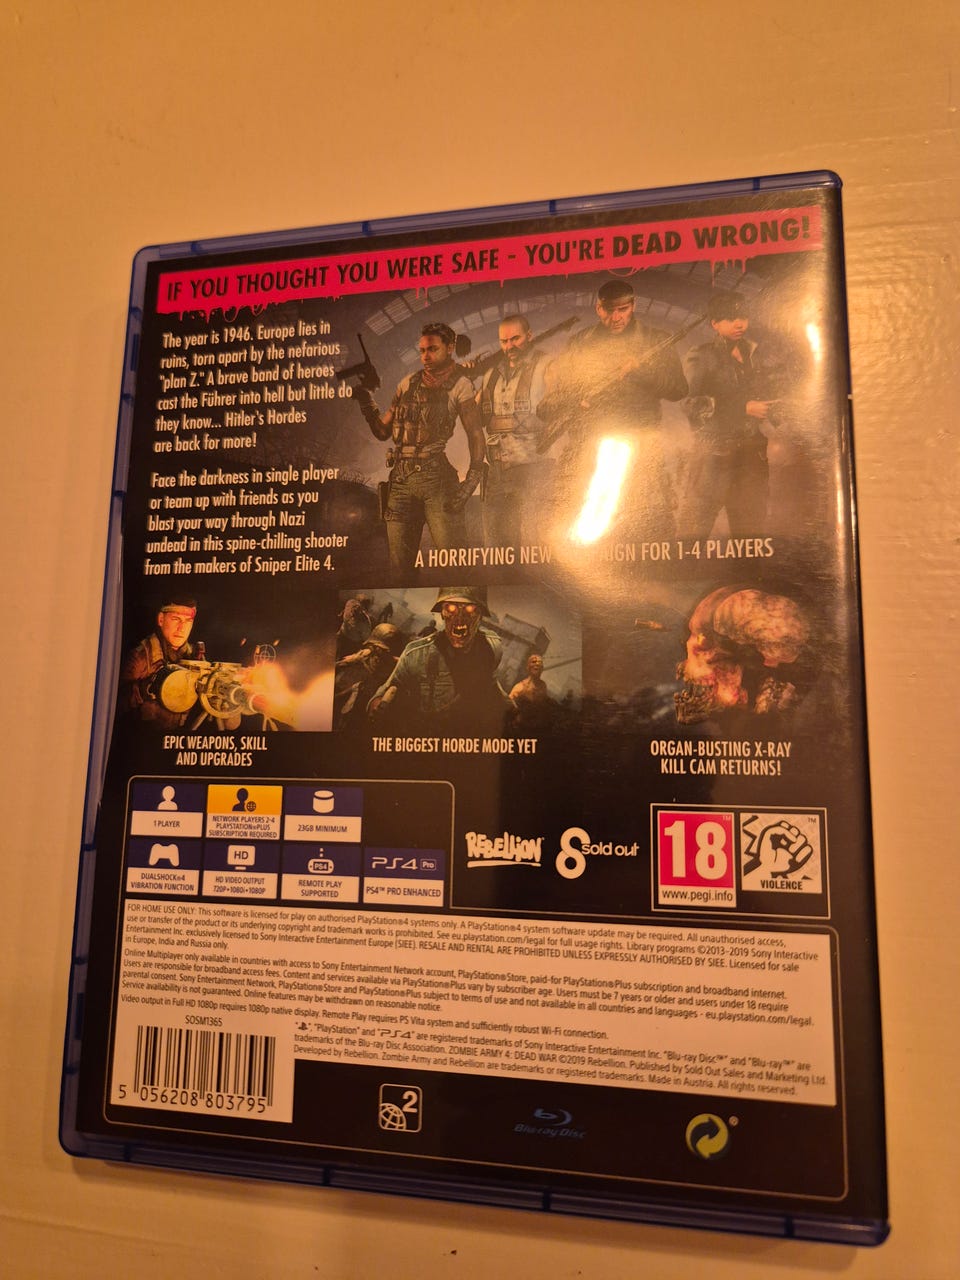 IF YOU THOUGHT YOU WERE SAFE - YOU'RE DEAD WRONG!
The year is 1946. Europe lies in
ruins, torn apart by the nefarious
"plan Z." A brave band of heroes
cast the Führer into hell but little do
they know... Hitler's Hordes
are back for more!
Face the darkness in single player
or team up with friends as you
blast your way through Nazi
undead in this spine-chilling shooter
from the makers of Sniper Elite 4.
A HORRIFYING NEW FOR 1-4 PLAYERS
EPIC WEAPONS, SKILL
AND UPGRADES
THE BIGGEST HORDE MODE YET
ORGAN-BUSTING X-RAY
KILL CAM RETURNS!
1 PLAYER
NETWORK PLAYERS 2-4
PLAYSTATION®PLUS
SUBSCRIPTION REQUIRED
23GB MINIMUM
DUALSHOCK®4
VIBRATION FUNCTION
HD
HD VIDEO OUTPUT
720p•1080i•1080p
PS4
REMOTE PLAY
SUPPORTED
PS4 Pro
PS4™ PRO ENHANCED
REBELLION
sold out
18
www.pegi.info
VIOLENCE
FOR HOME USE ONLY: This software is licensed for play on authorised PlayStation®4 systems only. A PlayStation®4 system software update may be required. All unauthorised access,
use or transfer of the product or its underlying copyright and trademark works is prohibited. See eu.playstation.com/legal for full usage rights. Library programs ©2013-2019 Sony Interactive
Entertainment Inc. exclusively licensed to Sony Interactive Entertainment Europe (SIEE). RESALE AND RENTAL ARE PROHIBITED UNLESS EXPRESSLY AUTHORISED BY SIEE. Licensed for sale
in Europe, India and Russia only.
Online Multiplayer only available in countries with access to Sony Entertainment Network account, PlayStation®Store, paid-for PlayStation®Plus subscription and broadband internet.
Users are responsible for broadband access fees. Content and services available via PlayStation®Plus vary by subscriber age. Users must be 7 years or older and users under 18 require
parental consent. Sony Entertainment Network, PlayStation®Store and PlayStation®Plus subject to terms of use and not available in all countries and languages - eu.playstation.com/legal.
Service availability is not guaranteed. Online features may be withdrawn on reasonable notice.
Video output in Full HD 1080p requires 1080p native display. Remote Play requires PS Vita system and sufficiently robust Wi-Fi connection.
"PlayStation" and "PS4" are registered trademarks of Sony Interactive Entertainment Inc. "Blu-ray Disc™" and "Blu-ray™" are
trademarks of the Blu-ray Disc Association. ZOMBIE ARMY 4: DEAD WAR ©2019 Rebellion. Published by Sold Out Sales and Marketing Ltd.
Developed by Rebellion. Zombie Army and Rebellion are trademarks or registered trademarks. Made in Austria. All rights reserved.
SOSM1365
5 056208 803795
2
Blu-ray Disc